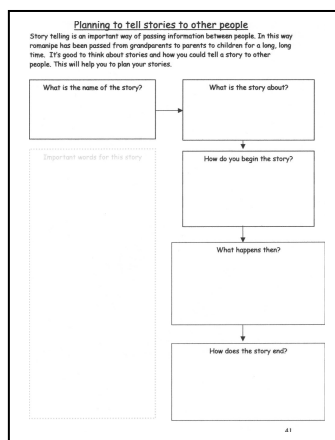 Planning to tell stories to other people
Story telling is an important way of passing information between people. In this way
romanipe has been passed from grandparents to parents to children for a long, long
time. It's good to think about stories and how you could tell a story to other
people. This will help you to plan your stories.
What is the name of the story?
What is the story about?
Important words for this story
How do you begin the story?
What happens then?
How does the story end?
41